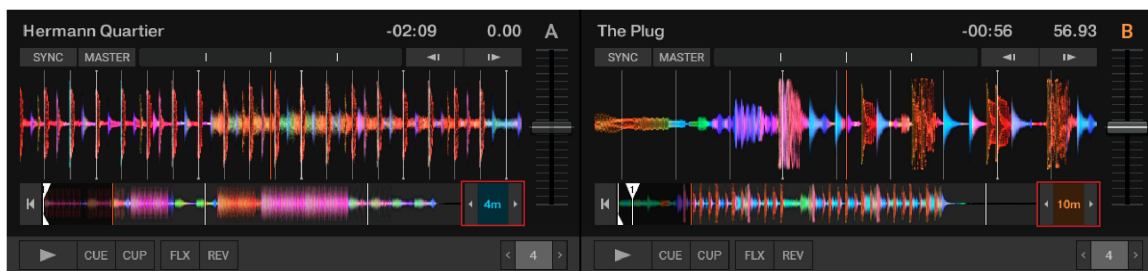 Hermann Quartier -02:09 0.00 A
SYNC MASTER
4m
CUE CUP FLX REV 4
The Plug -00:56 56.93 B
SYNC MASTER
1
10m
CUE CUP FLX REV 4